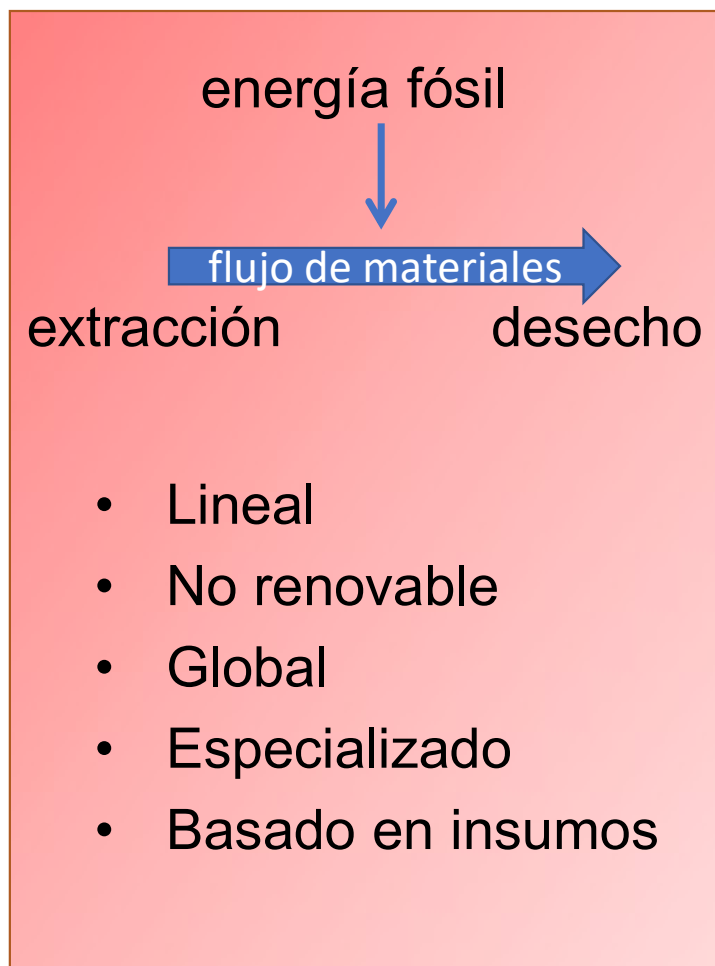 energía fósil
flujo de materiales
extracción desecho
• Lineal
• No renovable
• Global
• Especializado
• Basado en insumos